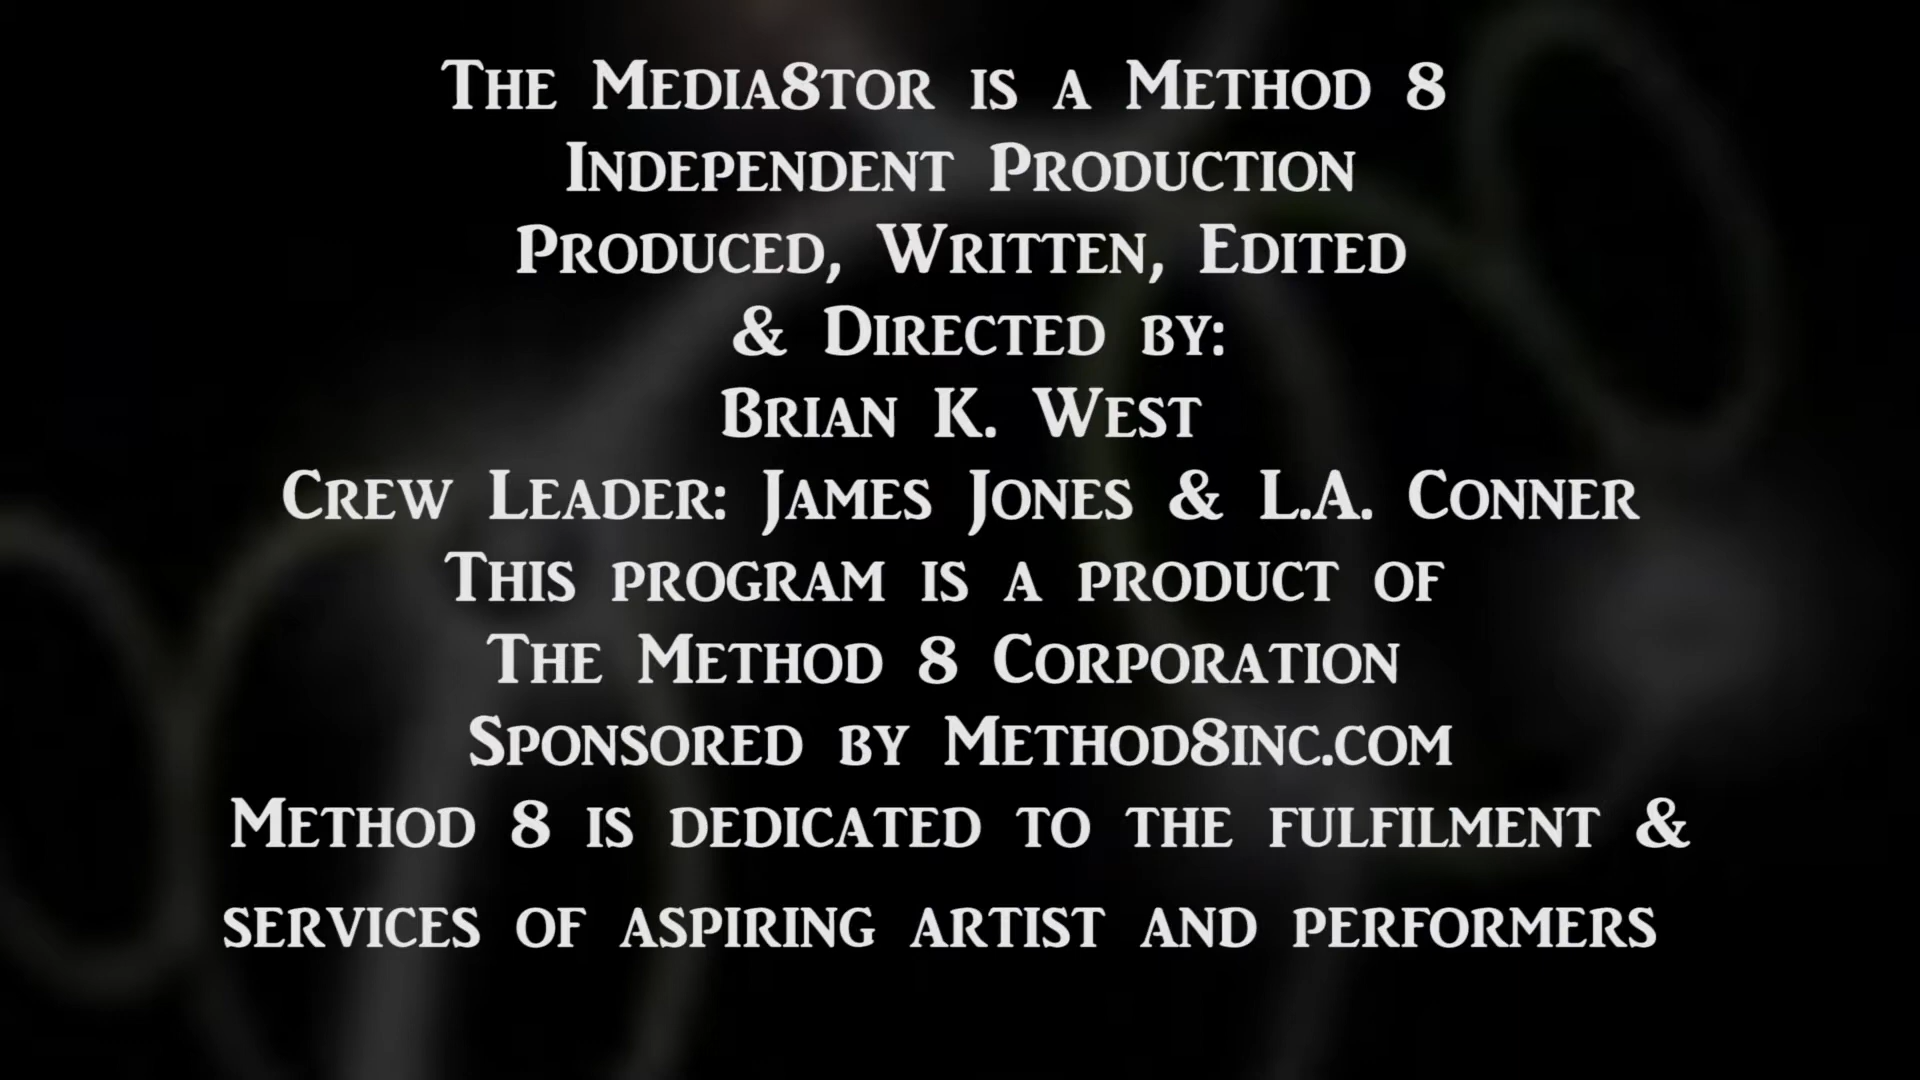 The Media8tor is a Method 8
Independent Production
Produced, Written, Edited
& Directed by:
Brian K. West
Crew Leader: James Jones & L.A. Conner
This program is a product of
The Method 8 Corporation
Sponsored by Method8inc.com
Method 8 is dedicated to the fulfilment &
services of aspiring artist and performers